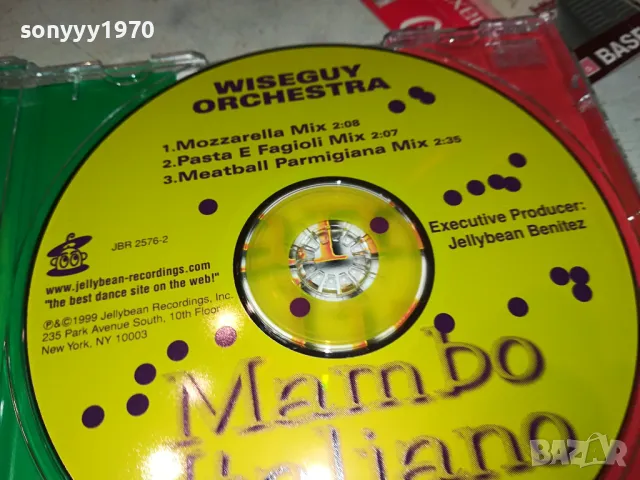 sonyyy1970
BASE
WISEGUY
ORCHESTRA
1.Mozzarella Mix 2:08
2.Pasta E Fagioli Mix 2:07
3.Meatball Parmigiana Mix 2:35
Executive Producer:
Jellybean Benitez
JBR 2576-2
www.jellybean-recordings.com
"the best dance site on the web!"
℗&©1999 Jellybean Recordings, Inc.
235 Park Avenue South, 10th Floor
New York, NY 10003
Mambo
Italiano
BAZAR
bg